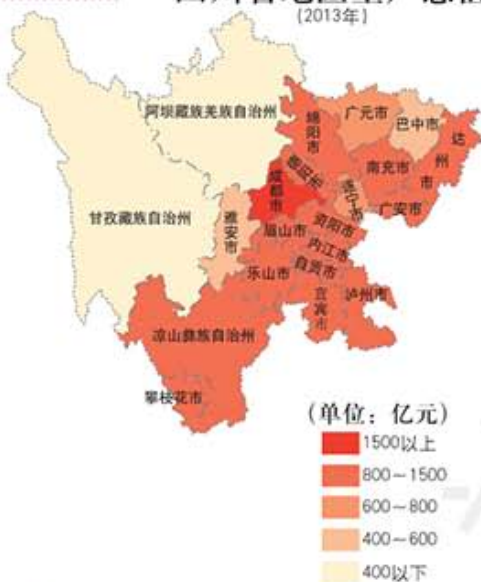 (2013年)
阿坝藏族羌族自治州
绵阳市
广元市
巴中市
达州市
德阳市
南充市
成都市
遂宁市
广安市
甘孜藏族自治州
雅安市
资阳市
眉山市
内江市
自贡市
乐山市
宜宾市
泸州市
凉山彝族自治州
攀枝花市
(单位：亿元)
1500以上
800～1500
600～800
400～600
400以下